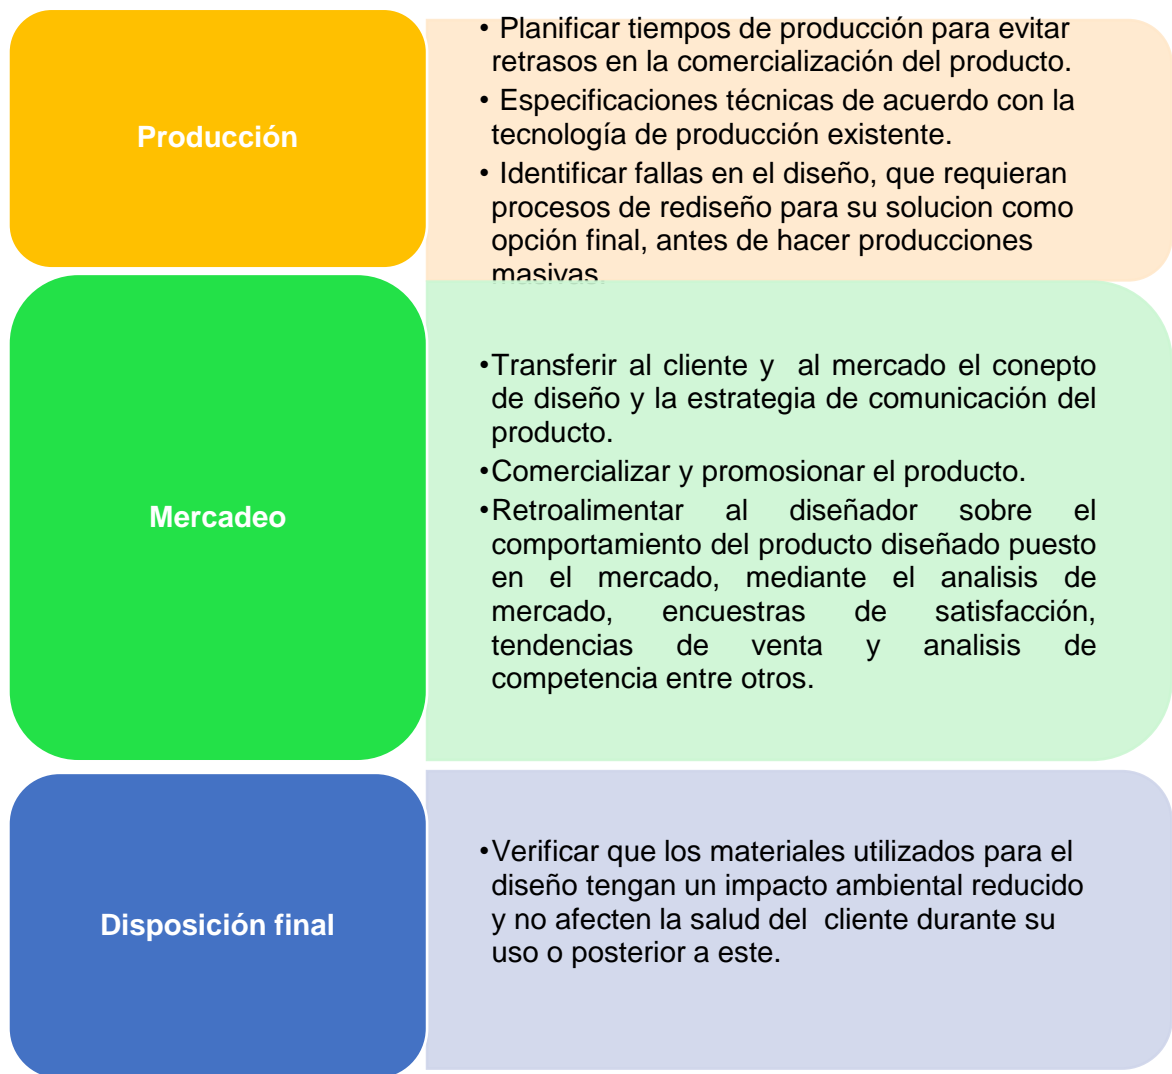 Producción
• Planificar tiempos de producción para evitar
retrasos en la comercialización del producto.
• Especificaciones técnicas de acuerdo con la
tecnología de producción existente.
• Identificar fallas en el diseño, que requieran
procesos de rediseño para su solucion como
opción final, antes de hacer producciones
masivas.
Mercadeo
•Transferir al cliente y al mercado el conepto
de diseño y la estrategia de comunicación del
producto.
•Comercializar y promosionar el producto.
•Retroalimentar al diseñador sobre el
comportamiento del producto diseñado puesto
en el mercado, mediante el analisis de
mercado, encuestras de satisfacción,
tendencias de venta y analisis de
competencia entre otros.
Disposición final
•Verificar que los materiales utilizados para el
diseño tengan un impacto ambiental reducido
y no afecten la salud del cliente durante su
uso o posterior a este.